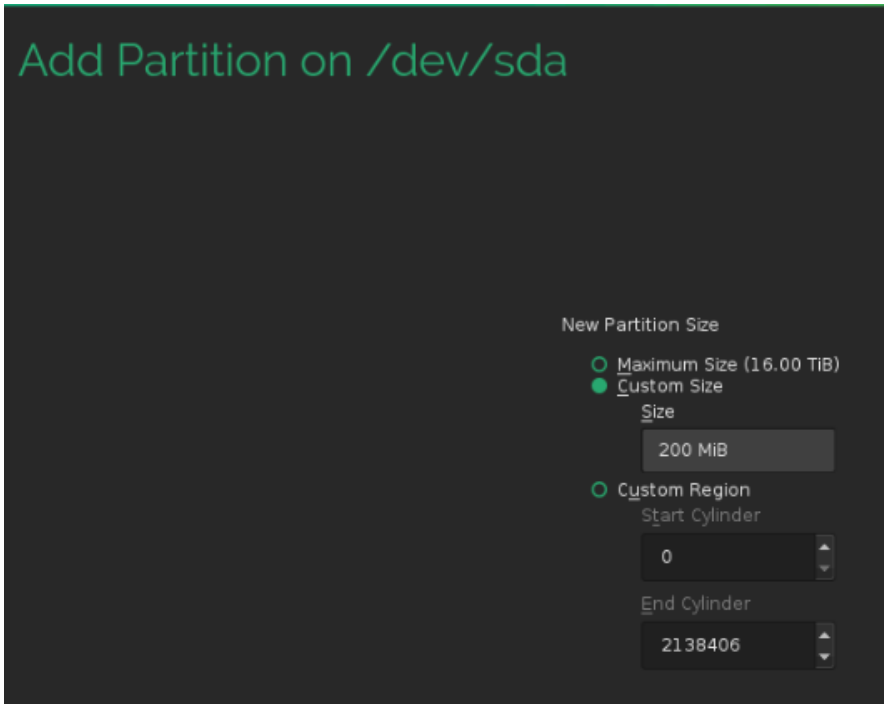 Add Partition on /dev/sda
New Partition Size
Maximum Size (16.00 TiB)
Custom Size
Size
200 MiB
Custom Region
Start Cylinder
0
End Cylinder
2138406